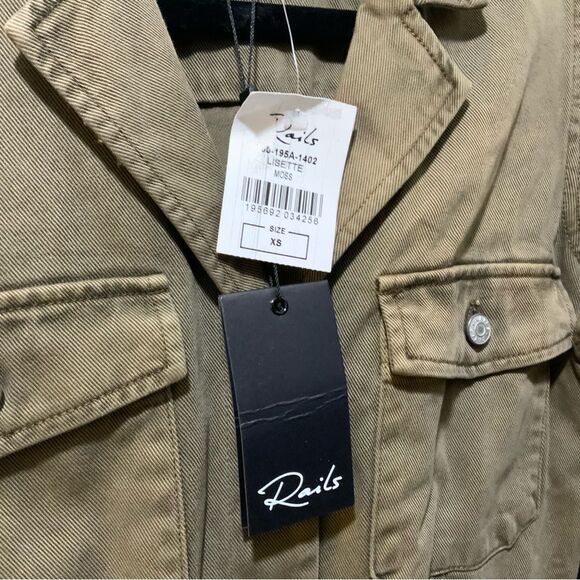 Rails
-195A-1402
LISETTE
MOSS
195692 034256
SIZE
XS
Rails